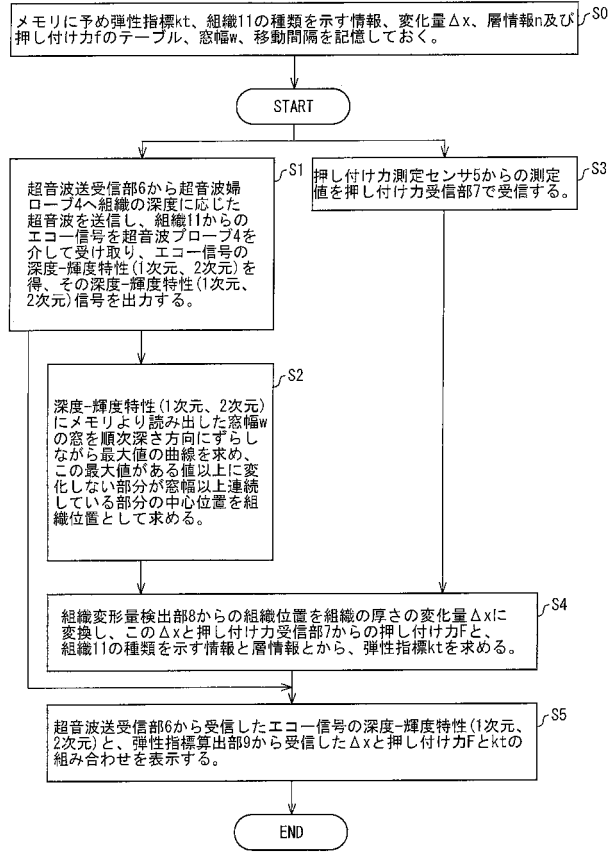 メモリに予め弾性指標kt、組織11の種類を示す情報、変化量Δx、層情報n及び
押し付け力fのテーブル、窓幅w、移動間隔を記憶しておく。
S0
START
S1
超音波送受信部6から超音波婦
ローブ4へ組織の深度に応じた
超音波を送信し、組織11からの
エコー信号を超音波プローブ4を
介して受け取り、エコー信号の
深度-輝度特性(1次元、2次元)を
得、その深度-輝度特性(1次元、
2次元)信号を出力する。
S3
押し付け力測定センサ5からの測定
値を押し付け力受信部7で受信する。
S2
深度-輝度特性(1次元、2次元)
にメモリより読み出した窓幅w
の窓を順次深さ方向にずらし
ながら最大値の曲線を求め、
この最大値がある値以上に変
化しない部分が窓幅以上連続
している部分の中心位置を組
織位置として求める。
S4
組織変形量検出部8からの組織位置を組織の厚さの変化量Δxに
変換し、このΔxと押し付け力受信部7からの押し付け力Fと、
組織11の種類を示す情報と層情報とから、弾性指標ktを求める。
S5
超音波送受信部6から受信したエコー信号の深度-輝度特性(1次元、
2次元)と、弾性指標算出部9から受信したΔxと押し付け力Fとktの
組み合わせを表示する。
END